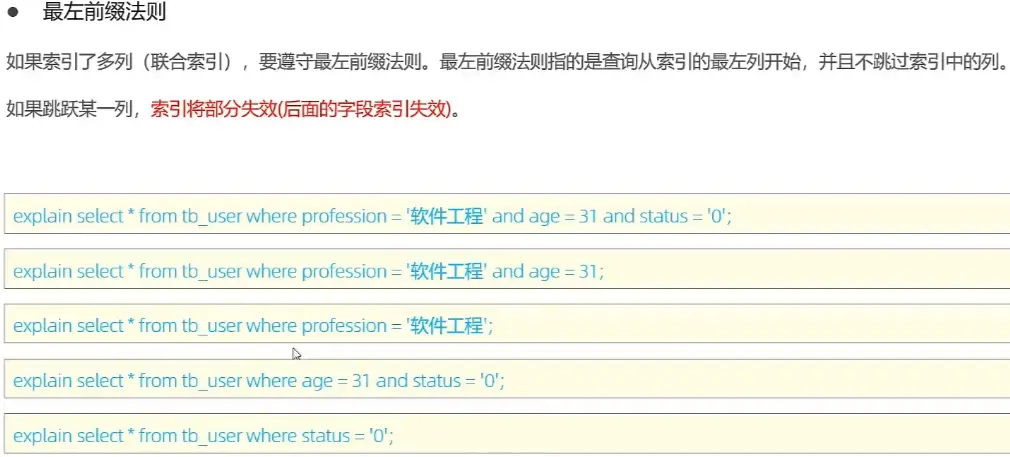 ● 最左前缀法则
如果索引了多列（联合索引），要遵守最左前缀法则。最左前缀法则指的是查询从索引的最左列开始，并且不跳过索引中的列。
如果跳跃某一列，索引将部分失效(后面的字段索引失效)。
explain select * from tb_user where profession = '软件工程' and age = 31 and status = '0';
explain select * from tb_user where profession = '软件工程' and age = 31;
explain select * from tb_user where profession = '软件工程';
explain select * from tb_user where age = 31 and status = '0';
explain select * from tb_user where status = '0';